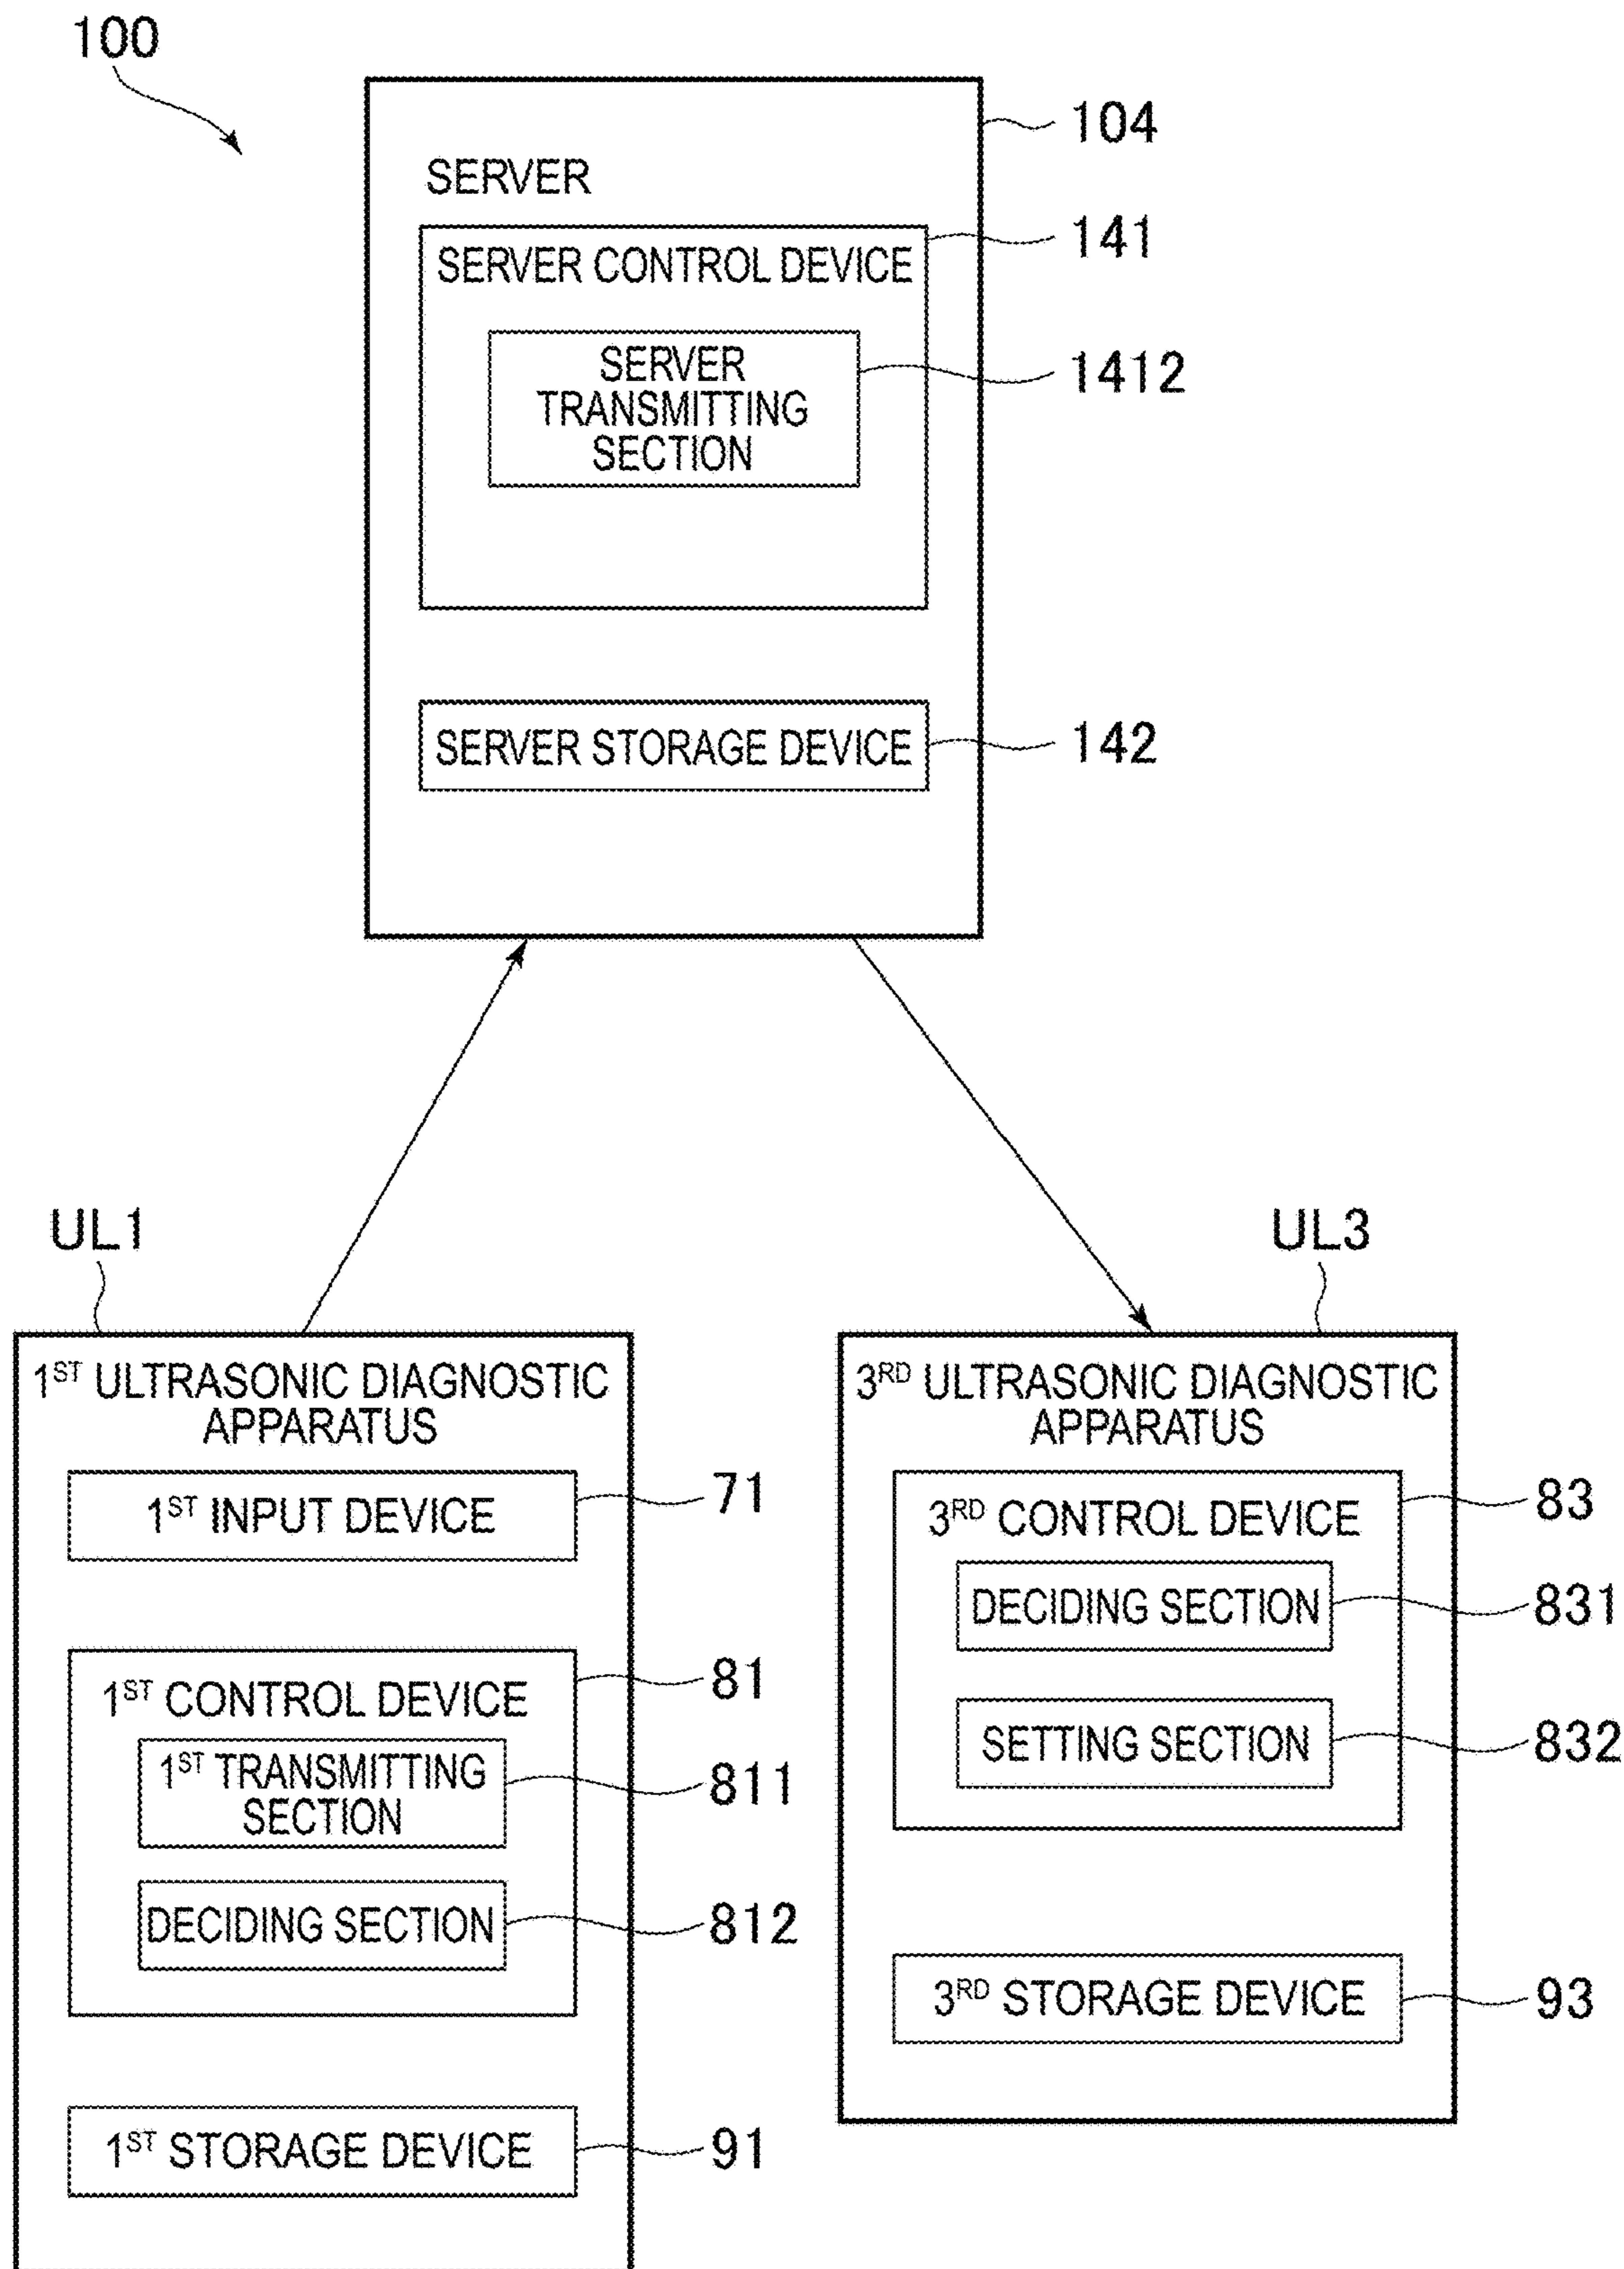 100
104
SERVER
141
SERVER CONTROL DEVICE
SERVER
TRANSMITTING
SECTION
1412
SERVER STORAGE DEVICE
142
UL1
UL3
1ST ULTRASONIC DIAGNOSTIC
APPARATUS
1ST INPUT DEVICE
71
1ST CONTROL DEVICE
81
1ST TRANSMITTING
SECTION
811
DECIDING SECTION
812
1ST STORAGE DEVICE
91
3RD ULTRASONIC DIAGNOSTIC
APPARATUS
3RD CONTROL DEVICE
83
DECIDING SECTION
831
SETTING SECTION
832
3RD STORAGE DEVICE
93